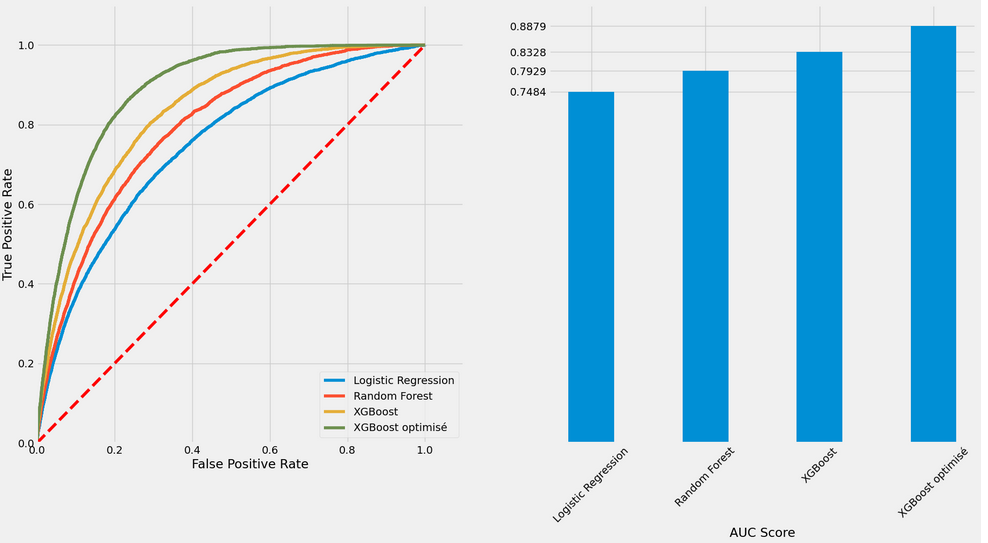 1.0
0.8
0.6
0.4
0.2
0.0
True Positive Rate
0.0 0.2 0.4 0.6 0.8 1.0
False Positive Rate
Logistic Regression
Random Forest
XGBoost
XGBoost optimisé
0.8879
0.8328
0.7929
0.7484
Logistic Regression
Random Forest
XGBoost
XGBoost optimisé
AUC Score